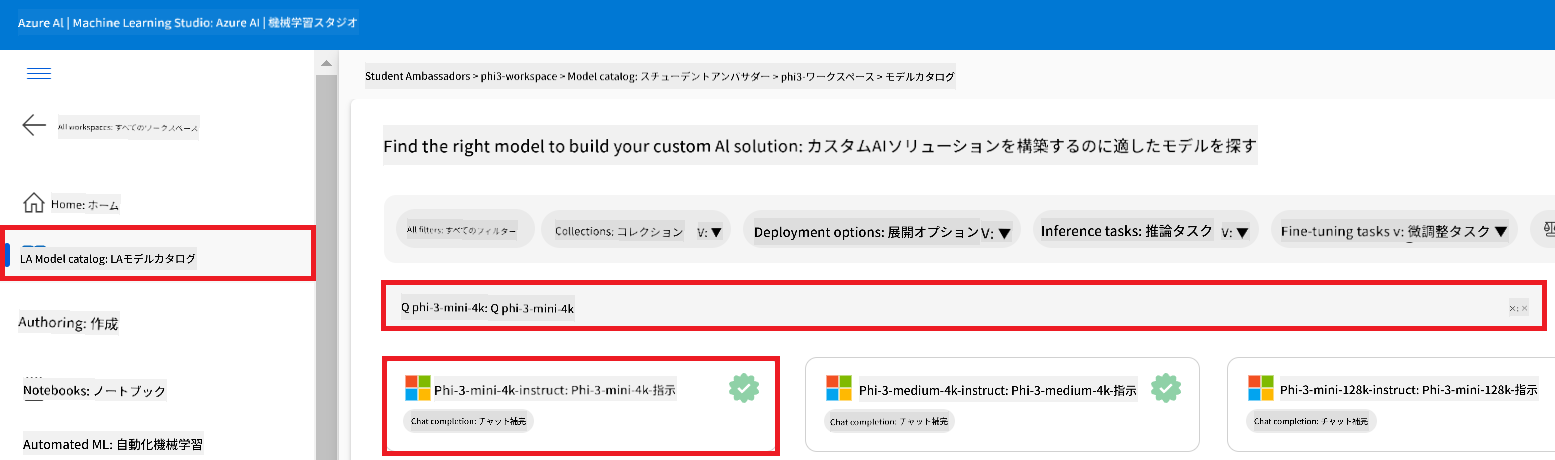 Azure AI | Machine Learning Studio: Azure AI | 機械学習スタジオ
Student Ambassadors > phi3-workspace > Model catalog: スチューデントアンバサダー > phi3-ワークスペース > モデルカタログ
All workspaces: すべてのワークスペース
Find the right model to build your custom AI solution: カスタムAIソリューションを構築するのに適したモデルを探す
Home: ホーム
All filters: すべてのフィルター
Collections: コレクション V: ▼
Deployment options: 展開オプション V: ▼
Inference tasks: 推論タスク V: ▼
Fine-tuning tasks v: 微調整タスク ▼
LA Model catalog: LAモデルカタログ
Q phi-3-mini-4k: Q phi-3-mini-4k
×: ×
Authoring: 作成
Notebooks: ノートブック
Automated ML: 自動化機械学習
Phi-3-mini-4k-instruct: Phi-3-mini-4k-指示
Chat completion: チャット補完
Phi-3-medium-4k-instruct: Phi-3-medium-4k-指示
Chat completion: チャット補完
Phi-3-mini-128k-instruct: Phi-3-mini-128k-指示
Chat completion: チャット補完